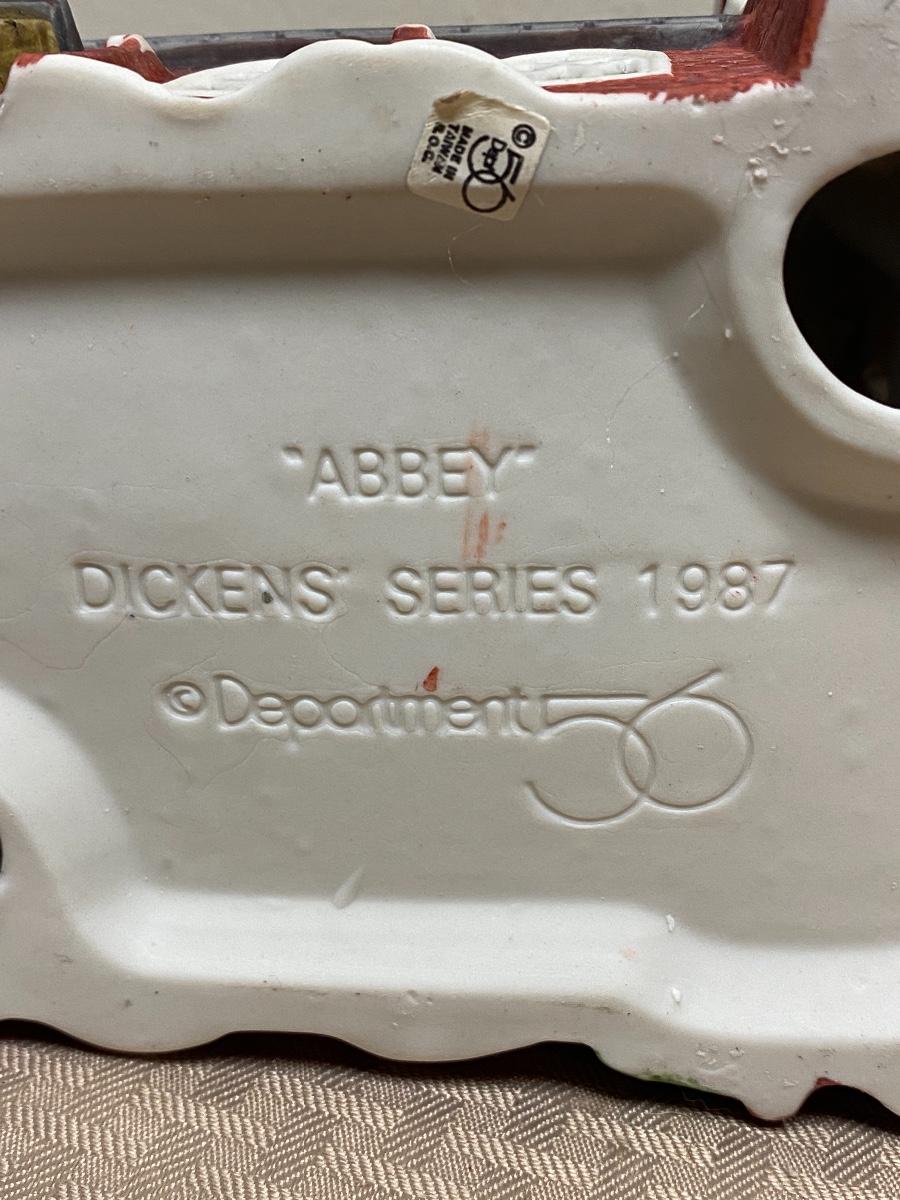 © Dept 56
MADE IN
TAIWAN
R.O.C.
"ABBEY"
DICKENS' SERIES 1987
© Department 56